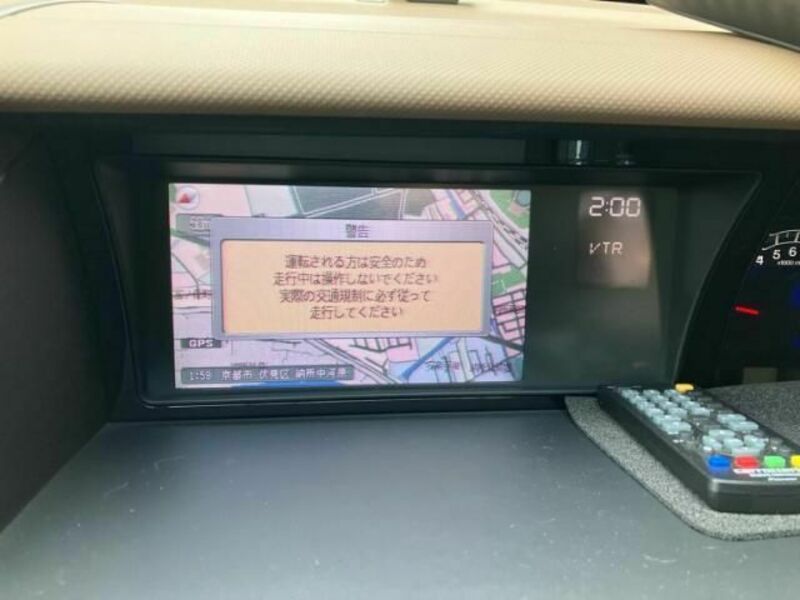 警告
運転される方は安全のため
走行中は操作しないでください
実際の交通規制に必ず従って
走行してください
GPS
1:59 京都市 伏見区 納所中河原
2:00
VTR
4 5 6